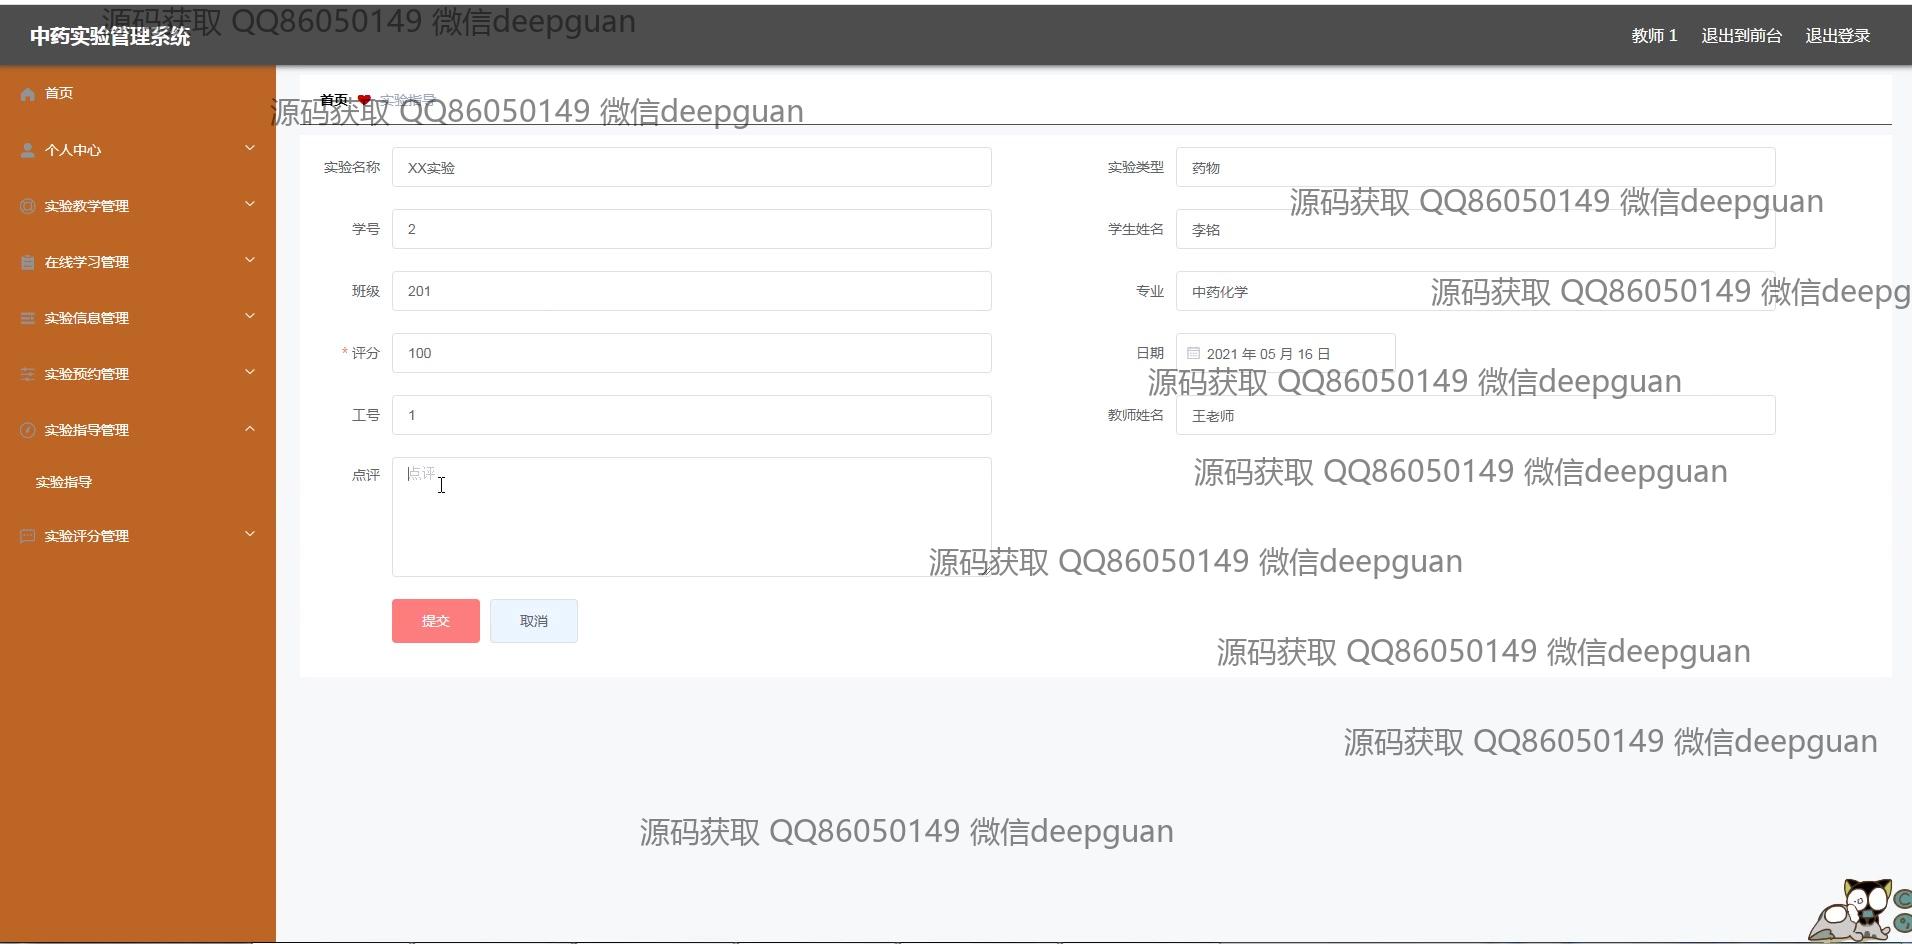 源码获取 QQ86050149 微信deepguan
中药实验管理系统
教师 1 退出到前台 退出登录
首页
首页 实验指导
源码获取 QQ86050149 微信deepguan
个人中心
实验名称 XX实验 实验类型 药物
源码获取 QQ86050149 微信deepguan
实验教学管理
学号 2 学生姓名 李铭
在线学习管理
班级 201 专业 中药化学
源码获取 QQ86050149 微信deepg
实验信息管理
* 评分 100 日期 2021 年 05 月 16 日
实验预约管理
源码获取 QQ86050149 微信deepguan
工号 1 教师姓名 王老师
实验指导管理
点评 点评
源码获取 QQ86050149 微信deepguan
实验指导
实验评分管理
源码获取 QQ86050149 微信deepguan
提交 取消
源码获取 QQ86050149 微信deepguan
源码获取 QQ86050149 微信deepguan
源码获取 QQ86050149 微信deepguan